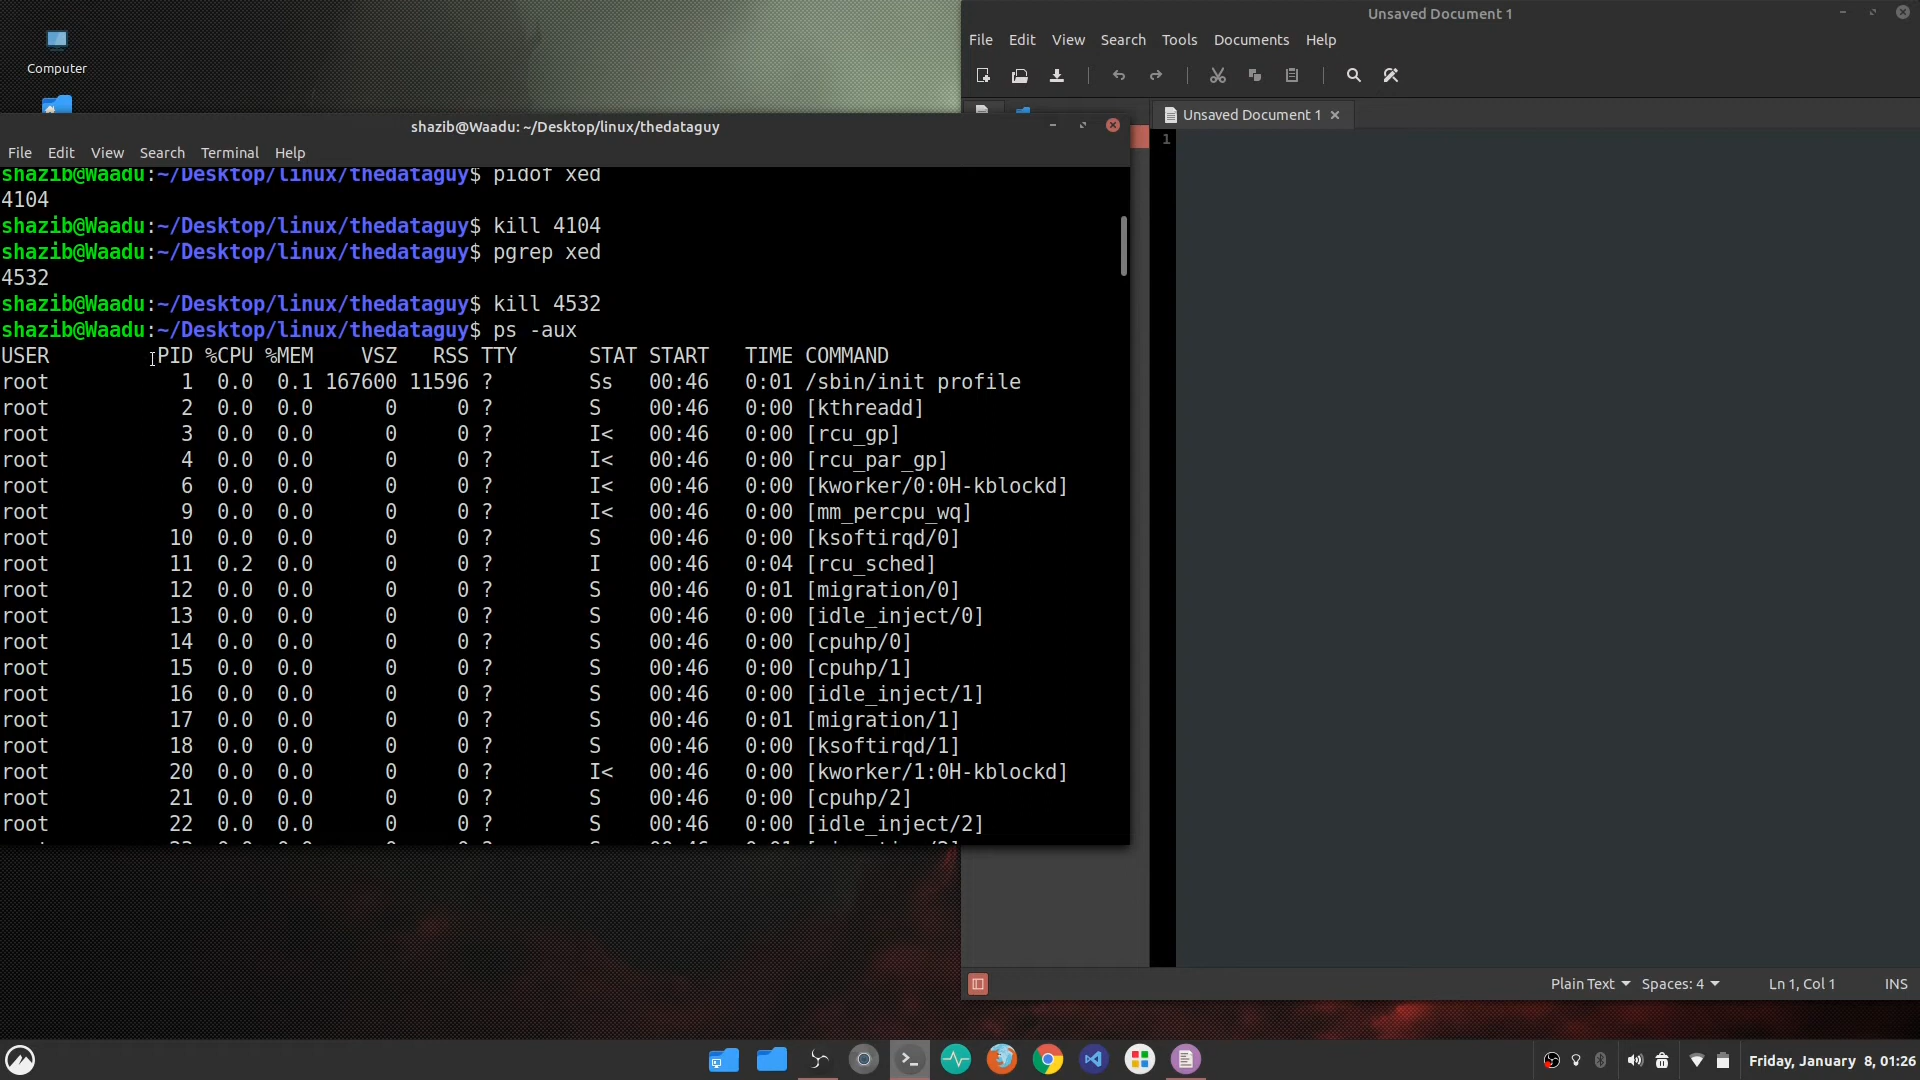 Computer
Unsaved Document 1
File Edit View Search Tools Documents Help
Unsaved Document 1
1
shazib@Waadu: ~/Desktop/linux/thedataguy
File Edit View Search Terminal Help
shazib@Waadu:~/Desktop/linux/thedataguy$ pidof xed
4104
shazib@Waadu:~/Desktop/linux/thedataguy$ kill 4104
shazib@Waadu:~/Desktop/linux/thedataguy$ pgrep xed
4532
shazib@Waadu:~/Desktop/linux/thedataguy$ kill 4532
shazib@Waadu:~/Desktop/linux/thedataguy$ ps -aux
USER PID %CPU %MEM VSZ RSS TTY STAT START TIME COMMAND
root 1 0.0 0.1 167600 11596 ? Ss 00:46 0:01 /sbin/init profile
root 2 0.0 0.0 0 0 ? S 00:46 0:00 [kthreadd]
root 3 0.0 0.0 0 0 ? I< 00:46 0:00 [rcu_gp]
root 4 0.0 0.0 0 0 ? I< 00:46 0:00 [rcu_par_gp]
root 6 0.0 0.0 0 0 ? I< 00:46 0:00 [kworker/0:0H-kblockd]
root 9 0.0 0.0 0 0 ? I< 00:46 0:00 [mm_percpu_wq]
root 10 0.0 0.0 0 0 ? S 00:46 0:00 [ksoftirqd/0]
root 11 0.2 0.0 0 0 ? I 00:46 0:04 [rcu_sched]
root 12 0.0 0.0 0 0 ? S 00:46 0:01 [migration/0]
root 13 0.0 0.0 0 0 ? S 00:46 0:00 [idle_inject/0]
root 14 0.0 0.0 0 0 ? S 00:46 0:00 [cpuhp/0]
root 15 0.0 0.0 0 0 ? S 00:46 0:00 [cpuhp/1]
root 16 0.0 0.0 0 0 ? S 00:46 0:00 [idle_inject/1]
root 17 0.0 0.0 0 0 ? S 00:46 0:01 [migration/1]
root 18 0.0 0.0 0 0 ? S 00:46 0:00 [ksoftirqd/1]
root 20 0.0 0.0 0 0 ? I< 00:46 0:00 [kworker/1:0H-kblockd]
root 21 0.0 0.0 0 0 ? S 00:46 0:00 [cpuhp/2]
root 22 0.0 0.0 0 0 ? S 00:46 0:00 [idle_inject/2]
Plain Text Spaces: 4 Ln 1, Col 1 INS
Friday, January 8, 01:26